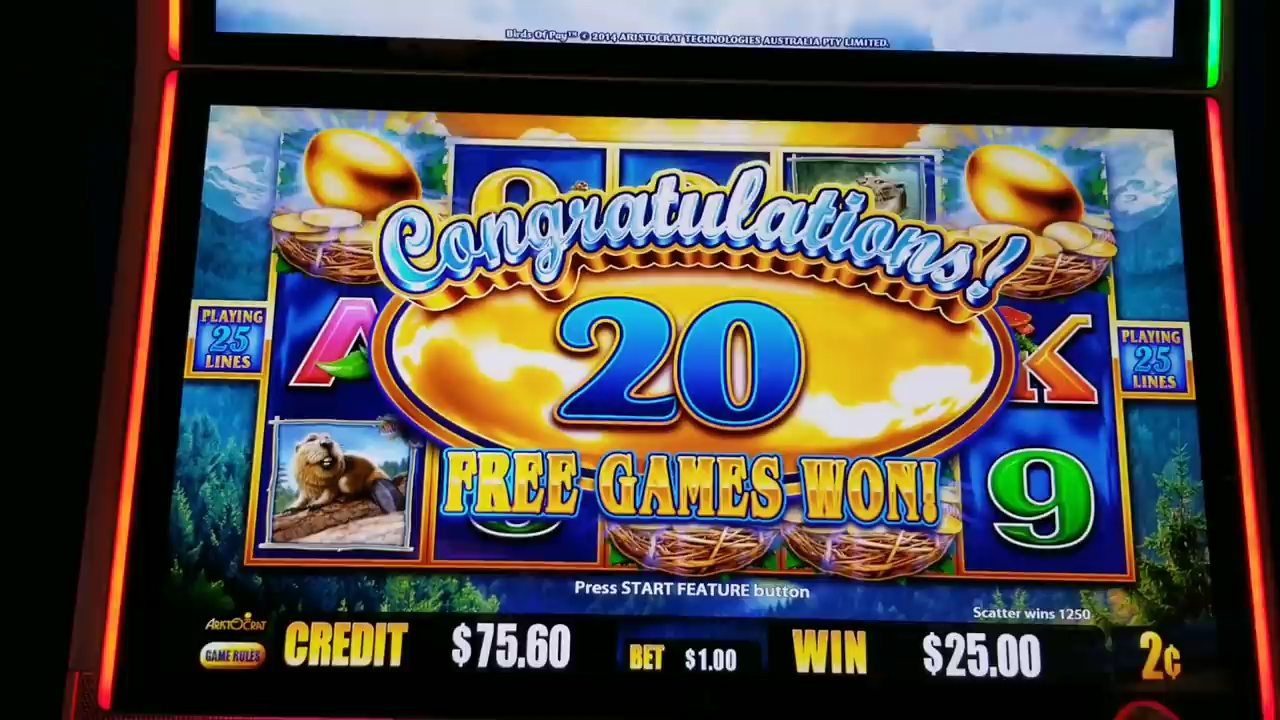 Birds Of Pay™ © 2014 ARISTOCRAT TECHNOLOGIES AUSTRALIA PTY LIMITED.
Congratulations!
PLAYING
25
LINES
A
20
K
PLAYING
25
LINES
FREE GAMES WON!
9
Press START FEATURE button
Scatter wins 1250
ARISTOCRAT
GAME RULES
CREDIT $75.60
BET $1.00
WIN $25.00
2¢